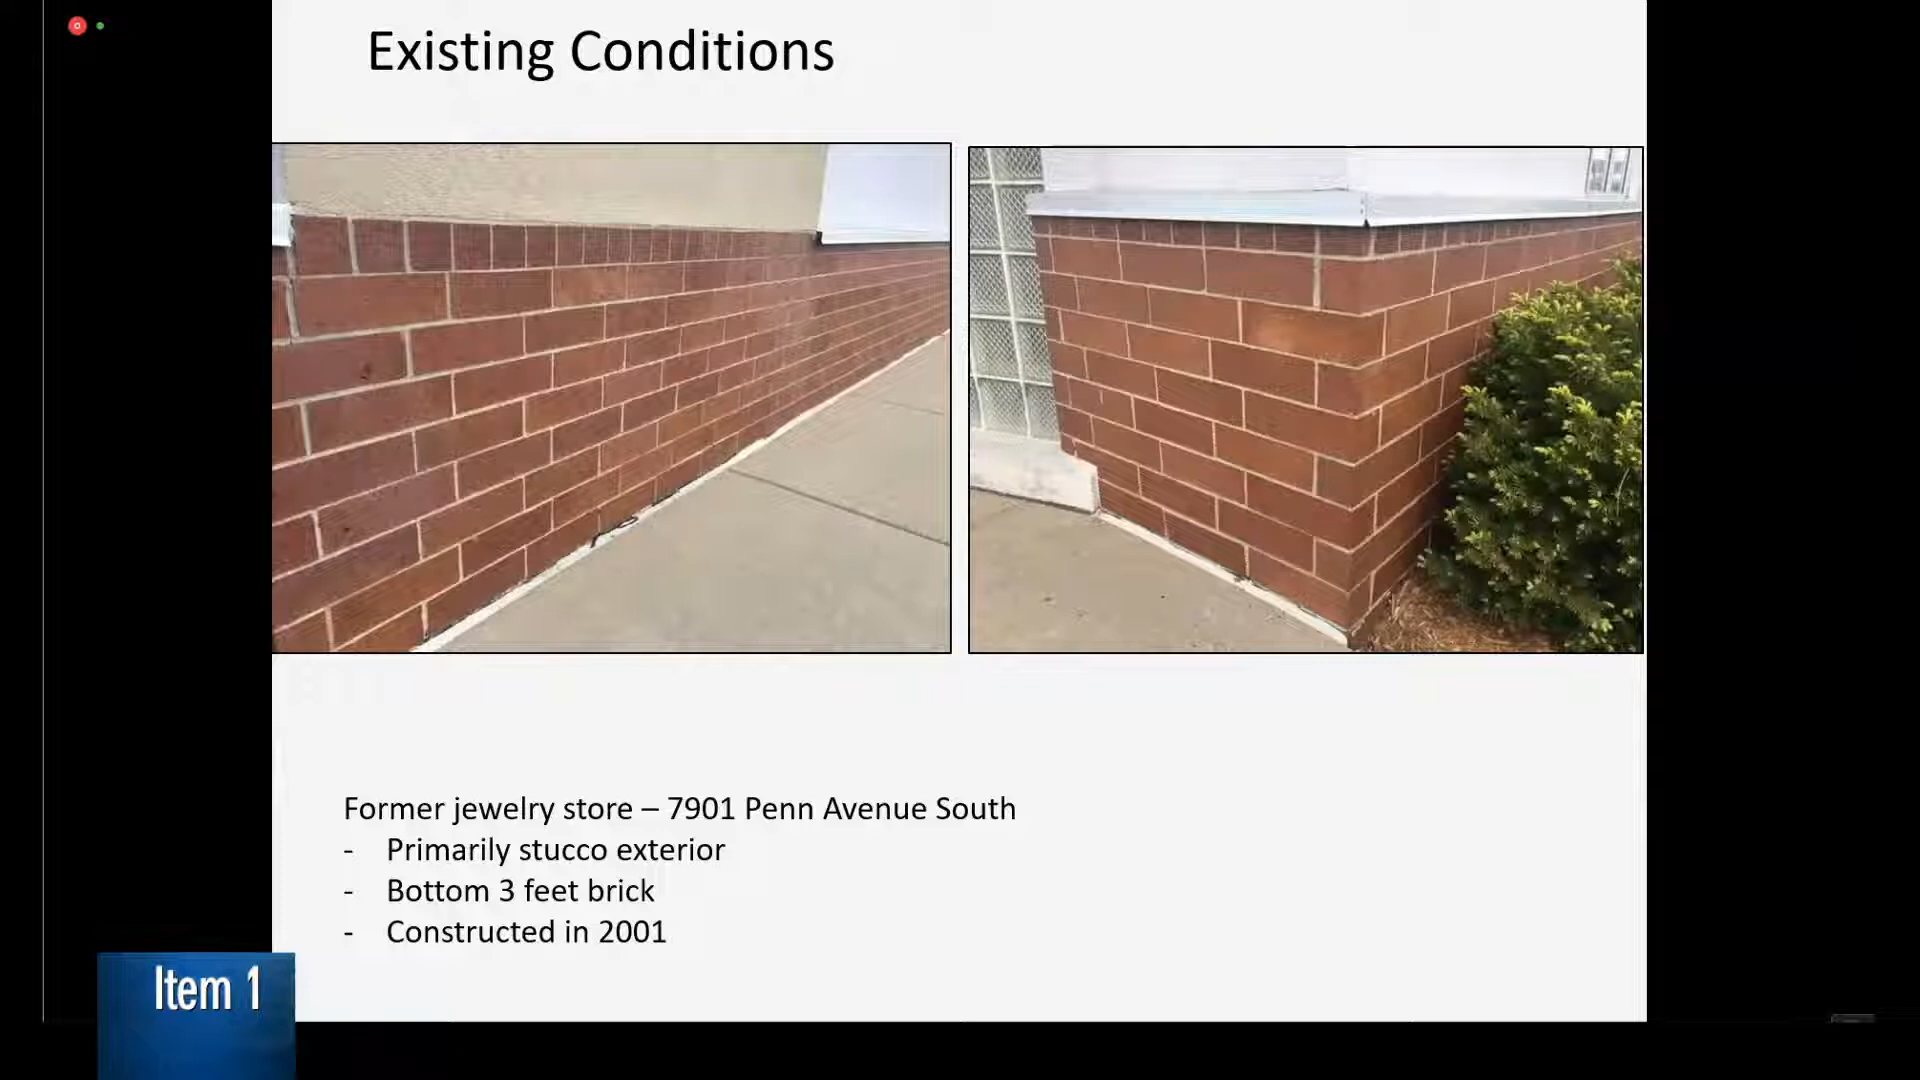 Existing Conditions
Former jewelry store – 7901 Penn Avenue South
- Primarily stucco exterior
- Bottom 3 feet brick
- Constructed in 2001
Item 1